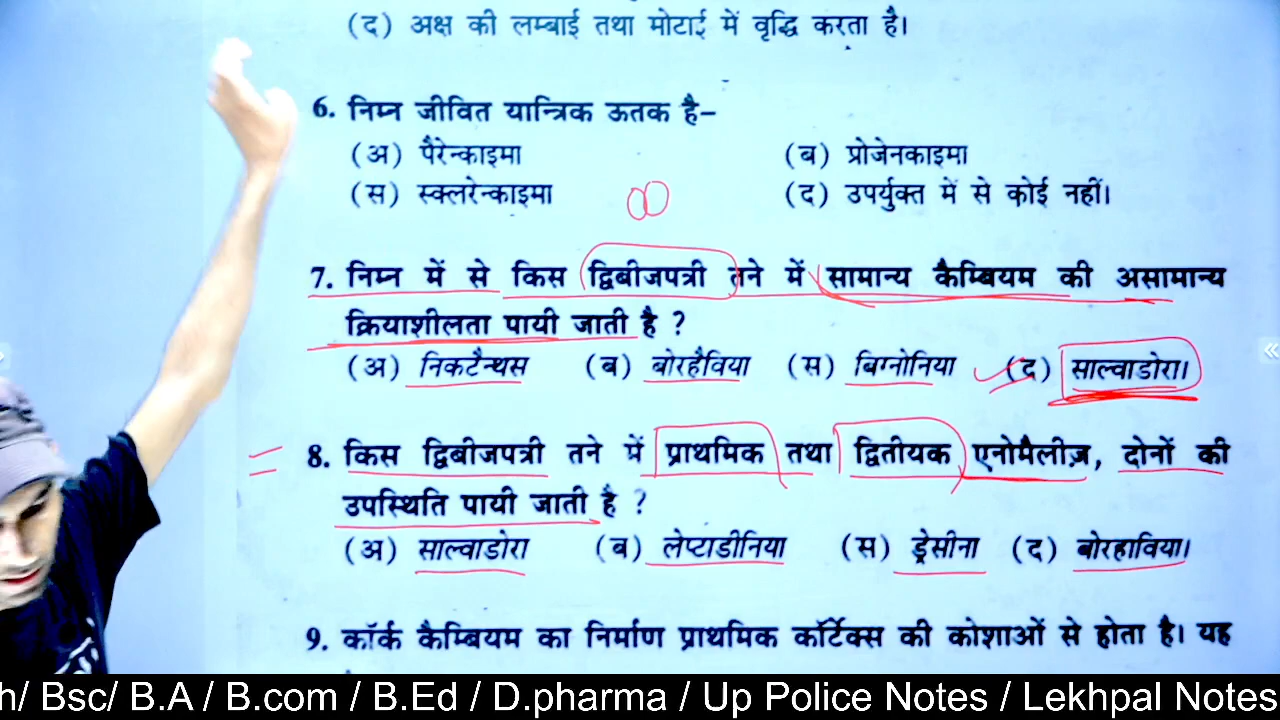 (द) अक्ष की लम्बाई तथा मोटाई में वृद्धि करता है।
6. निम्न जीवित यान्त्रिक ऊतक है–
(अ) पैरेन्काइमा (ब) प्रोजेनकाइमा
(स) स्क्लरेन्काइमा (द) उपर्युक्त में से कोई नहीं।
7. निम्न में से किस द्विबीजपत्री तने में सामान्य कैम्बियम की असामान्य
क्रियाशीलता पायी जाती है ?
(अ) निकटैन्थस (ब) बोरहैविया (स) बिग्नोनिया (द) साल्वाडोरा।
8. किस द्विबीजपत्री तने में प्राथमिक तथा द्वितीयक एनोमैलीज़, दोनों की
उपस्थिति पायी जाती है ?
(अ) साल्वाडोरा (ब) लेप्टाडीनिया (स) ड्रेसीना (द) बोरहाविया।
9. कॉर्क कैम्बियम का निर्माण प्राथमिक कॉर्टेक्स की कोशाओं से होता है। यह
h/ Bsc/ B.A / B.com / B.Ed / D.pharma / Up Police Notes / Lekhpal Notes